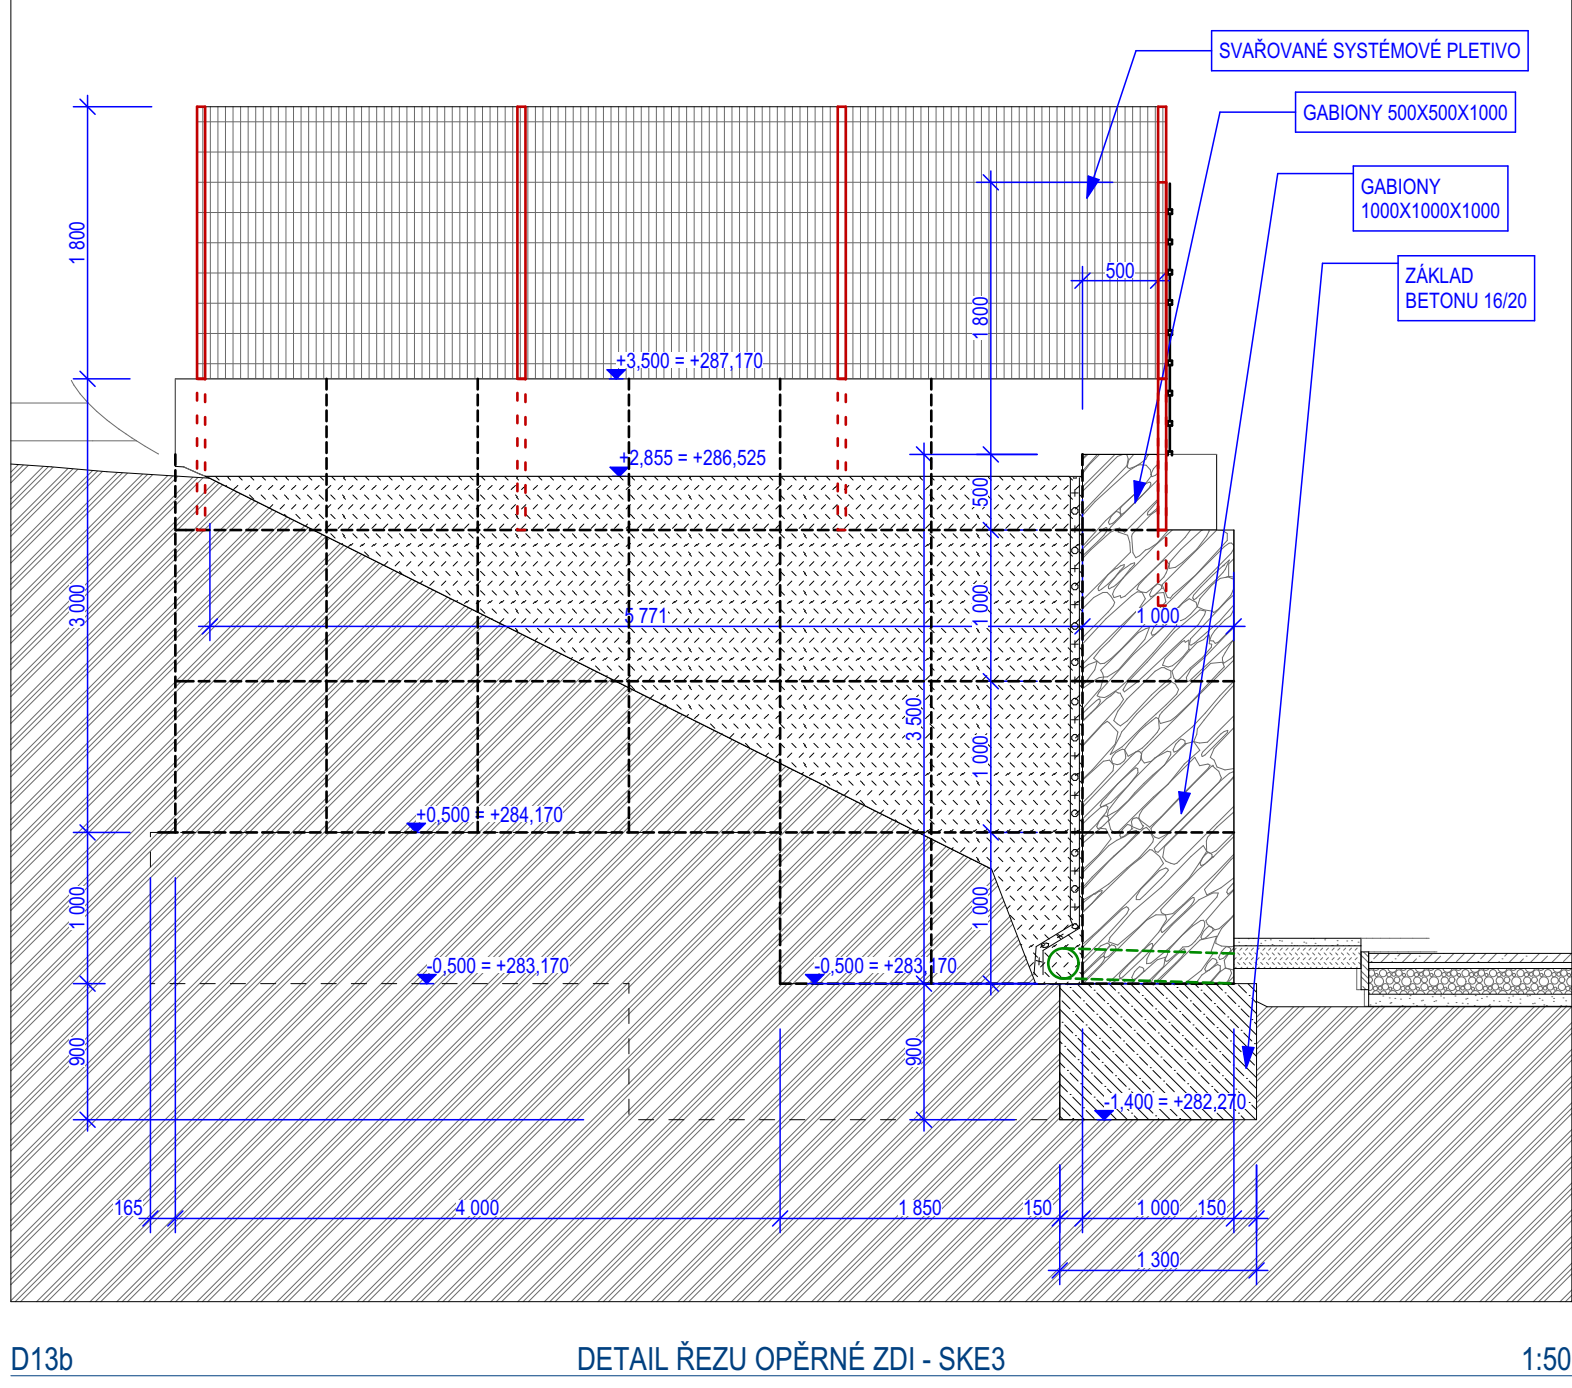 SVAŘOVANÉ SYSTÉMOVÉ PLETIVO
GABIONY 500X500X1000
GABIONY
1000X1000X1000
ZÁKLAD
BETONU 16/20
1 800
500
1 800
+3,500 = +287,170
+2,855 = +286,525
500
3 000
5 771
1 000
1 000
3 500
1 000
+0,500 = +284,170
1 000
1 000
-0,500 = +283,170
-0,500 = +283,170
900
900
-1,400 = +282,270
165
4 000
1 850
150
1 000
150
1 300
D13b
DETAIL ŘEZU OPĚRNÉ ZDI - SKE3
1:50